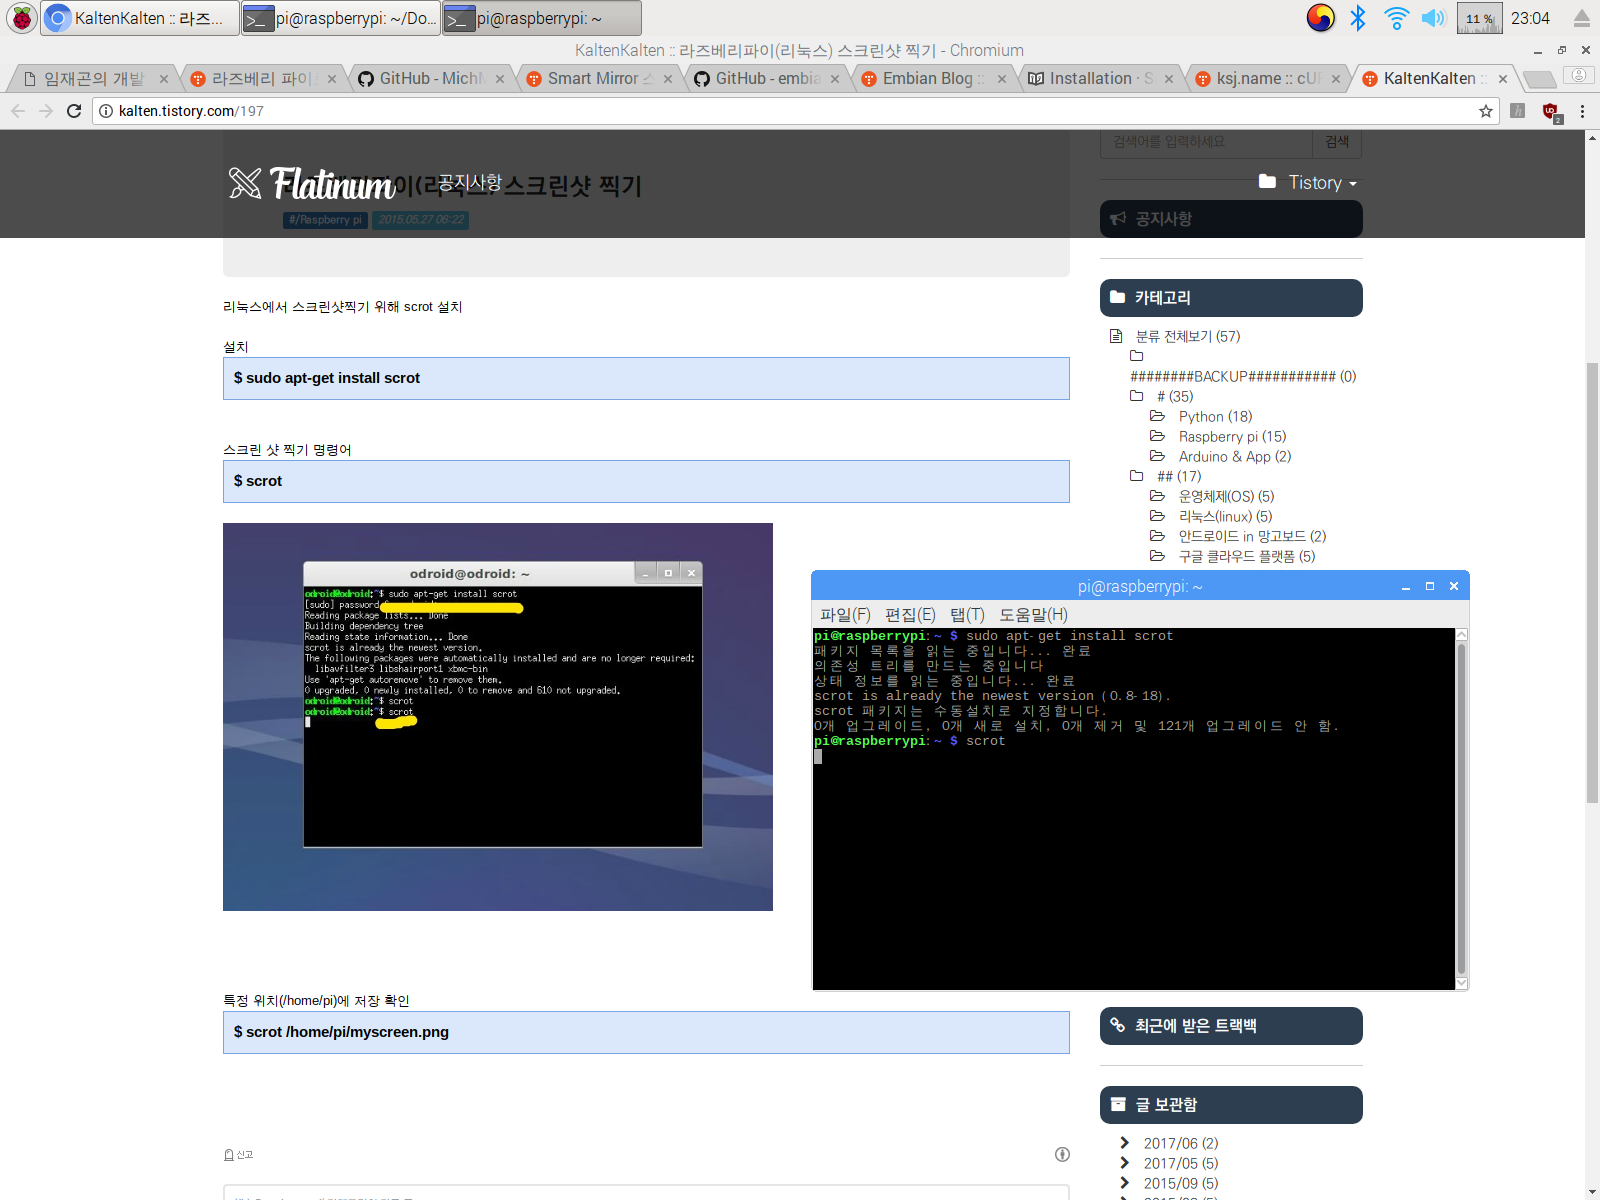 KaltenKalten :: 라즈...
pi@raspberrypi: ~/Do...
pi@raspberrypi: ~
11 %
23:04
KaltenKalten :: 라즈베리파이(리눅스) 스크린샷 찍기 - Chromium
임재곤의 개발
라즈베리 파이
GitHub - Mich
Smart Mirror
GitHub - embia
Embian Blog ::
Installation · S
ksj.name :: cU
KaltenKalten ::
kalten.tistory.com/197
2
검색어를 입력하세요
검색
Flatinum
공지사항
이(리눅스) 스크린샷 찍기
Tistory
#/Raspberry pi
2015.05.27 06:22
공지사항
리눅스에서 스크린샷찍기 위해 scrot 설치
설치
$ sudo apt-get install scrot
스크린 샷 찍기 명령어
$ scrot
odroid@odroid: ~
odroid@odroid:~$ sudo apt-get install scrot
[sudo] password
Reading package lists... Done
Building dependency tree
Reading state information... Done
scrot is already the newest version.
The following packages were automatically installed and are no longer required:
libavfilter3 libshairport1 xbmc-bin
Use 'apt-get autoremove' to remove them.
0 upgraded, 0 newly installed, 0 to remove and 610 not upgraded.
odroid@odroid:~$ scrot
odroid@odroid:~$ scrot
특정 위치(/home/pi)에 저장 확인
$ scrot /home/pi/myscreen.png
신고
카테고리
분류 전체보기 (57)
########BACKUP########### (0)
# (35)
Python (18)
Raspberry pi (15)
Arduino & App (2)
## (17)
운영체제(OS) (5)
리눅스(linux) (5)
안드로이드 in 망고보드 (2)
구글 클라우드 플랫폼 (5)
pi@raspberrypi: ~
파일(F) 편집(E) 탭(T) 도움말(H)
pi@raspberrypi:~ $ sudo apt-get install scrot
패키지 목록을 읽는 중입니다... 완료
의존성 트리를 만드는 중입니다
상태 정보를 읽는 중입니다... 완료
scrot is already the newest version (0.8-18).
scrot 패키지는 수동설치로 지정합니다.
0개 업그레이드, 0개 새로 설치, 0개 제거 및 121개 업그레이드 안 함.
pi@raspberrypi:~ $ scrot
최근에 받은 트랙백
글 보관함
2017/06 (2)
2017/05 (5)
2015/09 (5)